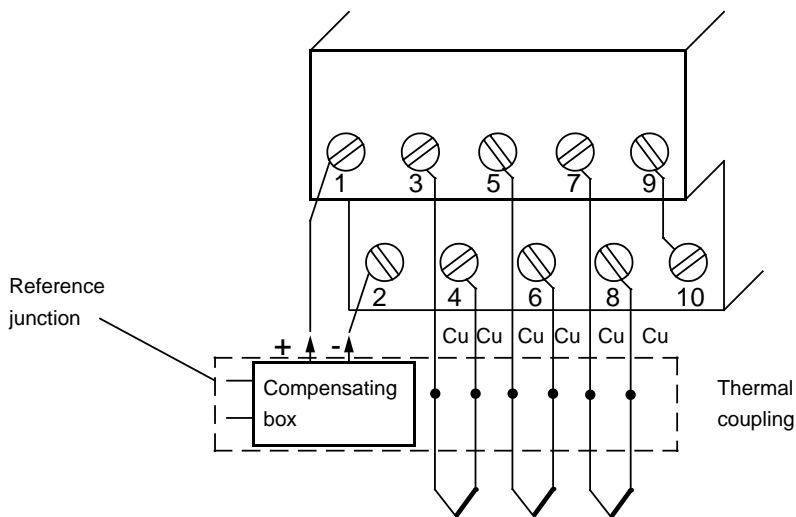 1 3 5 7 9
2 4 6 8 10
Reference
junction
Cu Cu Cu Cu Cu Cu
+ -
Compensating
box
Thermal
coupling